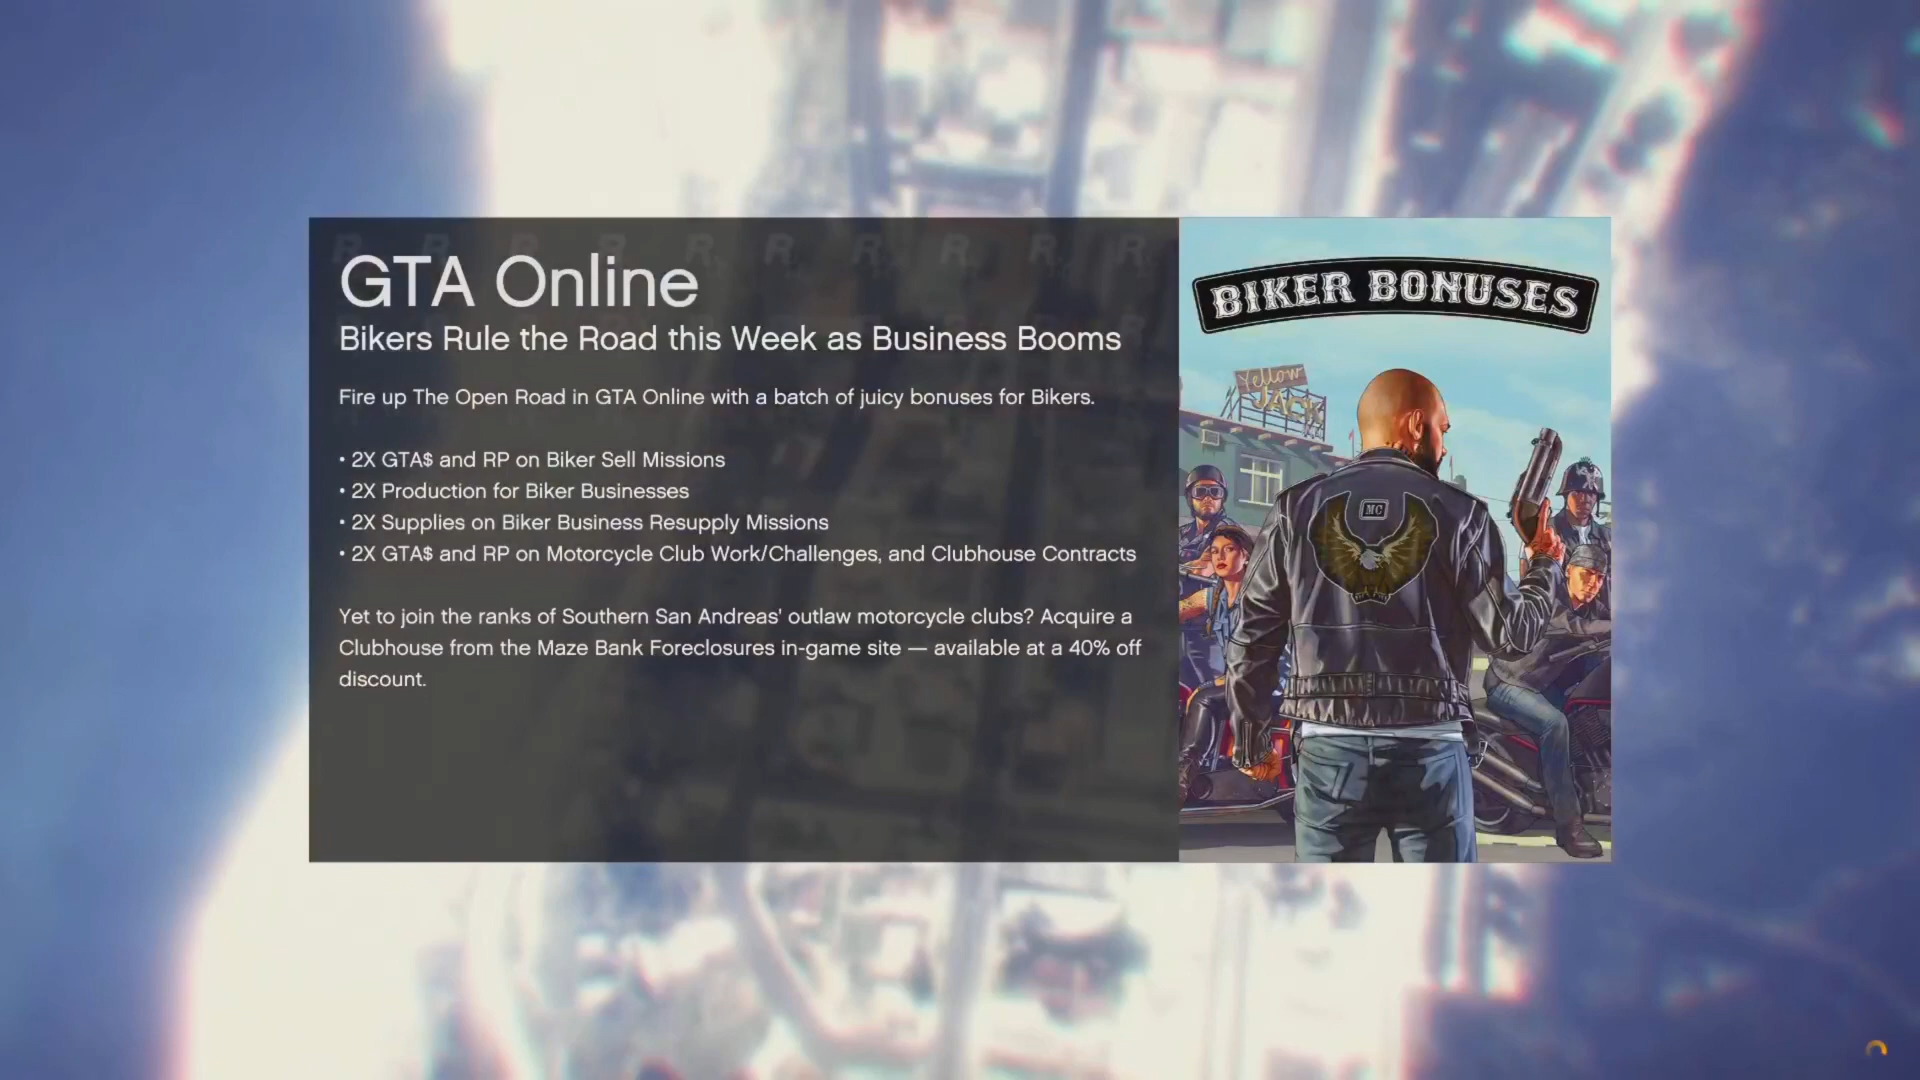 GTA Online
Bikers Rule the Road this Week as Business Booms
Fire up The Open Road in GTA Online with a batch of juicy bonuses for Bikers.
• 2X GTA$ and RP on Biker Sell Missions
• 2X Production for Biker Businesses
• 2X Supplies on Biker Business Resupply Missions
• 2X GTA$ and RP on Motorcycle Club Work/Challenges, and Clubhouse Contracts
Yet to join the ranks of Southern San Andreas' outlaw motorcycle clubs? Acquire a
Clubhouse from the Maze Bank Foreclosures in-game site — available at a 40% off
discount.
BIKER BONUSES
Yellow
JACK
MC